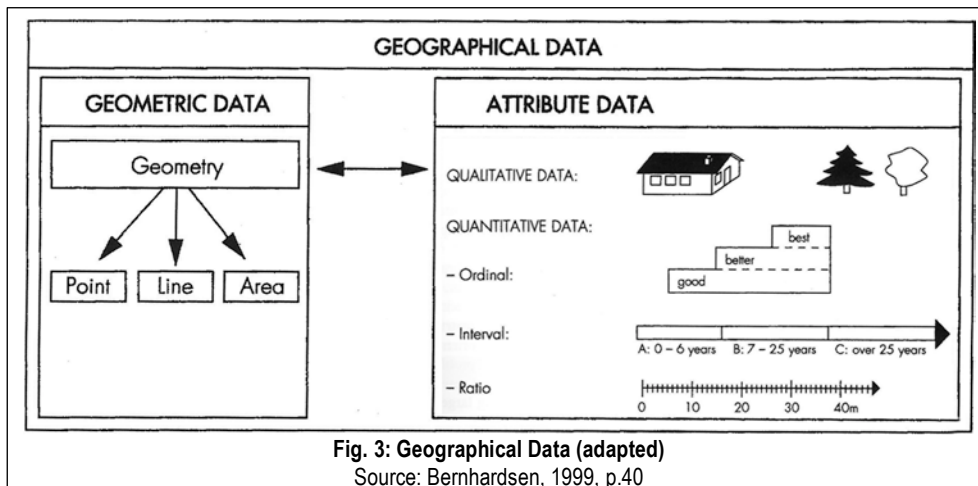 GEOGRAPHICAL DATA
GEOMETRIC DATA
Geometry
Point Line Area
ATTRIBUTE DATA
QUALITATIVE DATA:
QUANTITATIVE DATA:
– Ordinal:
best
better
good
– Interval:
A: 0 – 6 years B: 7 – 25 years C: over 25 years
– Ratio
0 10 20 30 40m
Fig. 3: Geographical Data (adapted)
Source: Bernhardsen, 1999, p.40